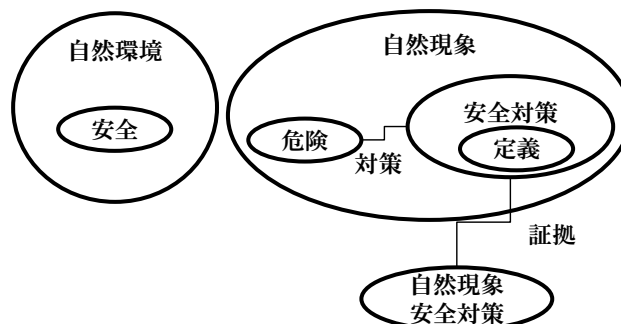 自然環境
安全
自然現象
危険
対策
安全対策
定義
証拠
自然現象
安全対策